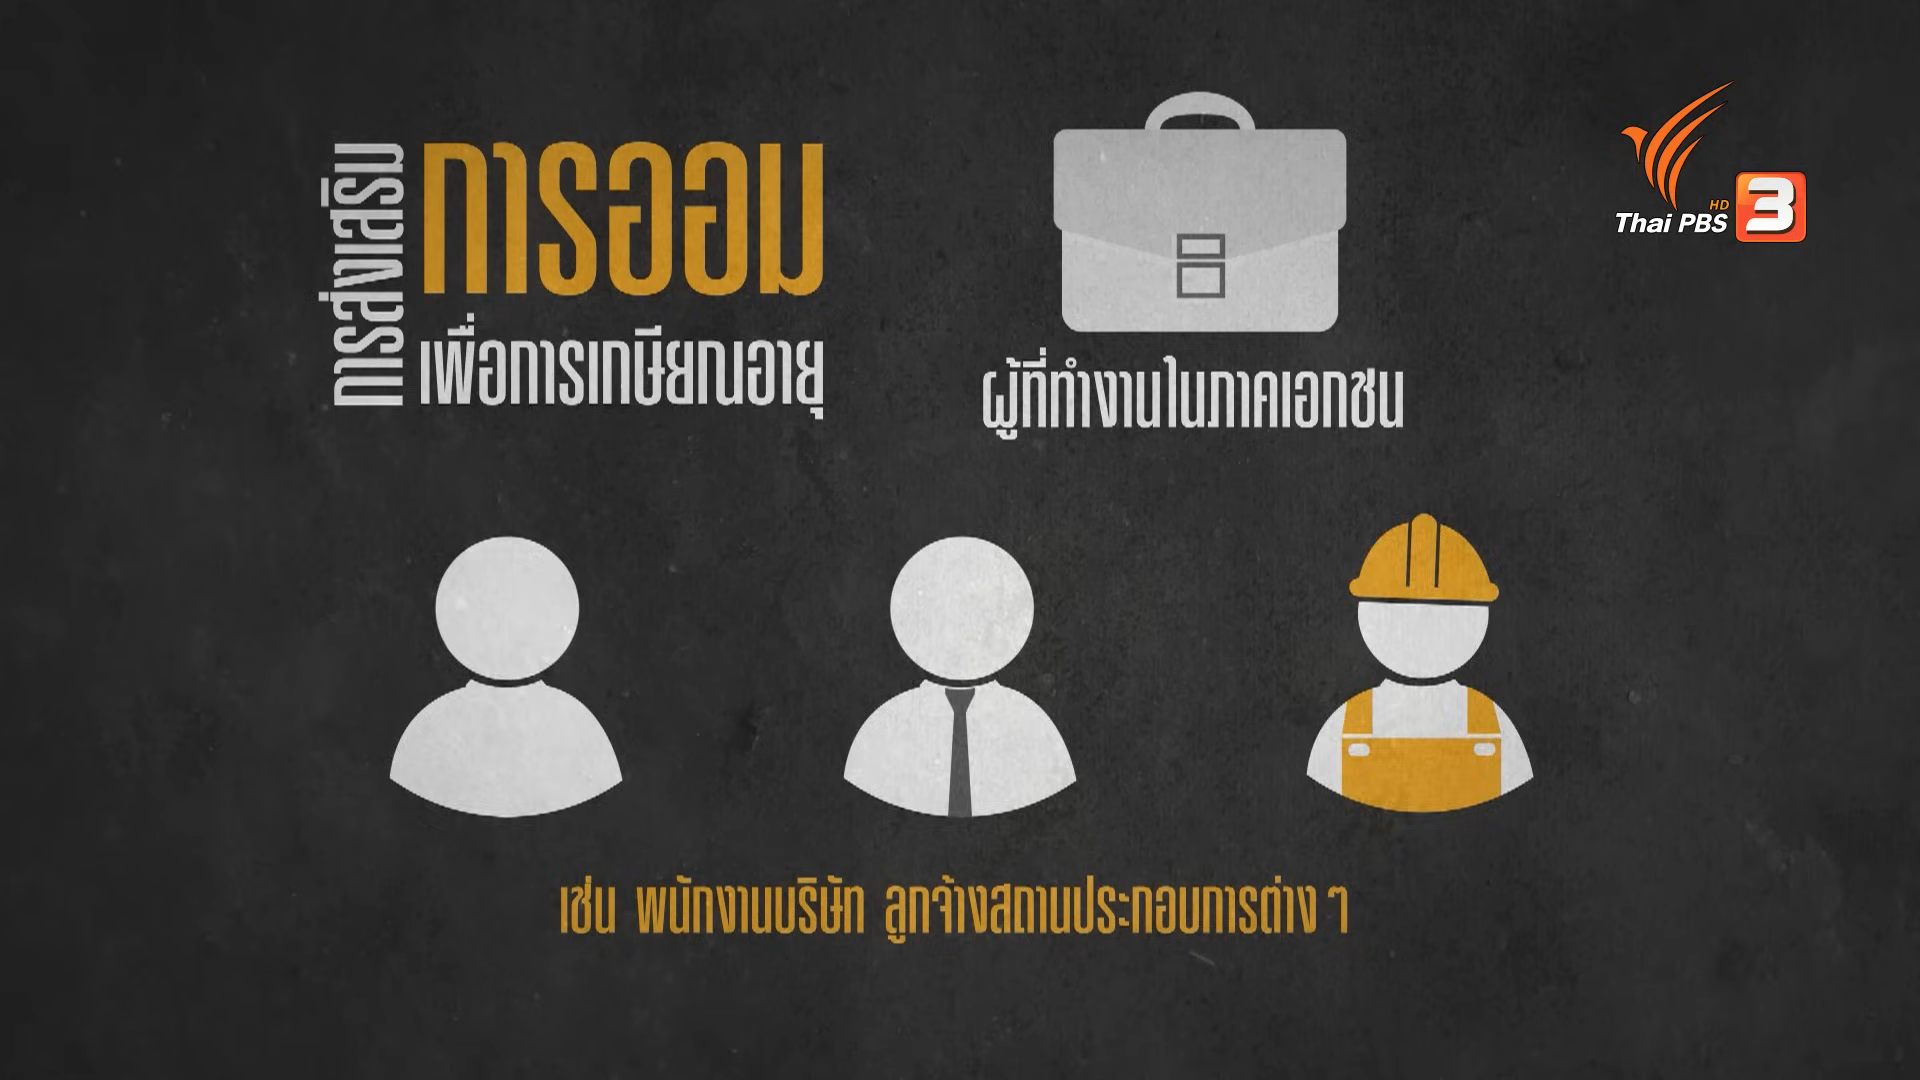 การส่งเสริม
การออม
เพื่อการเกษียณอายุ
ผู้ที่ทำงานในภาคเอกชน
HD
Thai PBS 3
เช่น พนักงานบริษัท ลูกจ้างสถานประกอบการต่าง ๆ